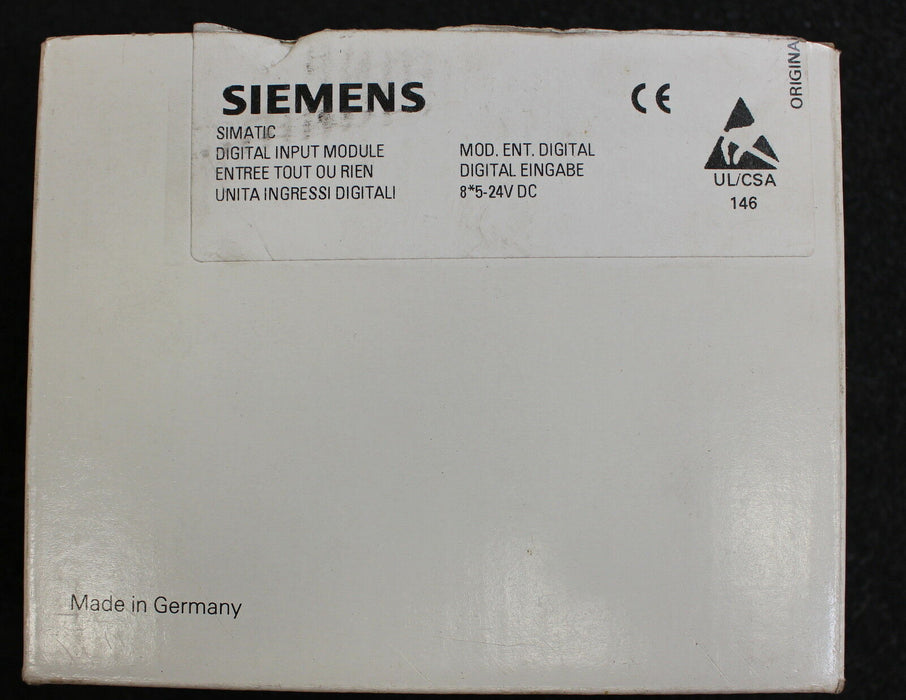 SIEMENS
CE
SIMATIC
DIGITAL INPUT MODULE
ENTREE TOUT OU RIEN
UNITA INGRESSI DIGITALI
MOD. ENT. DIGITAL
DIGITAL EINGABE
8*5-24V DC
UL/CSA
146
Made in Germany